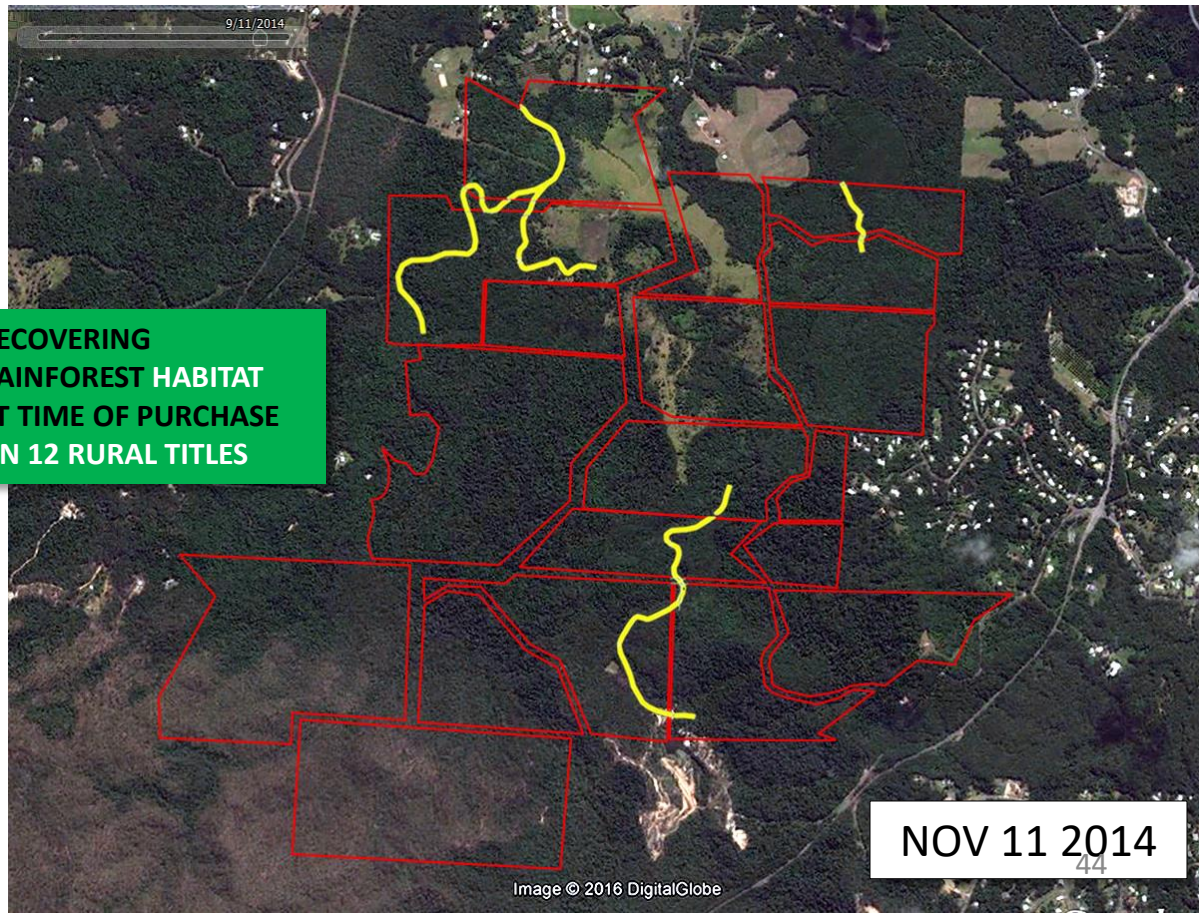 9/11/2014
ECOVERING
AINFOREST HABITAT
T TIME OF PURCHASE
N 12 RURAL TITLES
NOV 11 2014
44
Image © 2016 DigitalGlobe